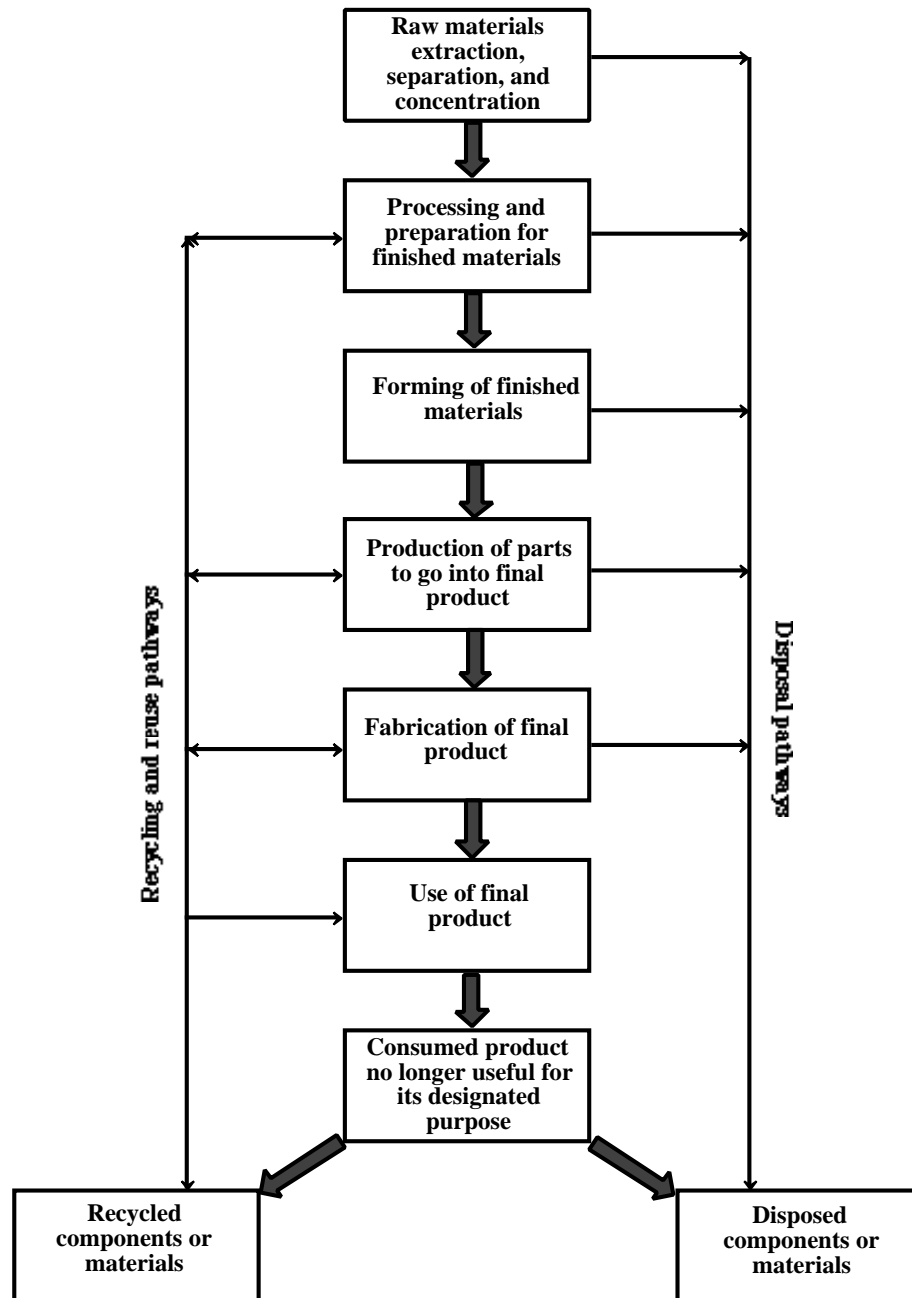 Raw materials
extraction,
separation, and
concentration
Processing and
preparation for
finished materials
Forming of finished
materials
Production of parts
to go into final
product
Fabrication of final
product
Use of final
product
Consumed product
no longer useful for
its designated
purpose
Recycling and reuse pathways
Disposal pathways
Recycled
components or
materials
Disposed
components or
materials